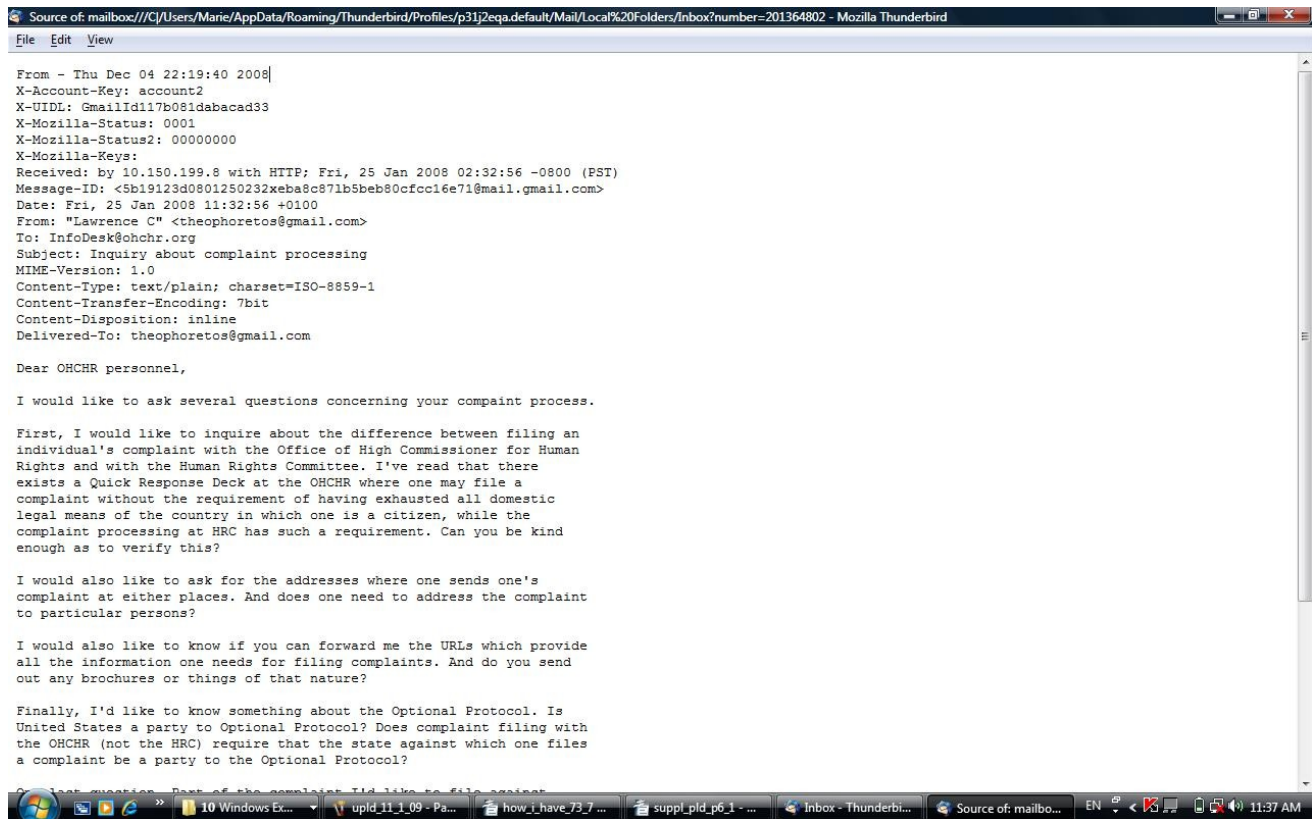 Source of: mailbox:///C|/Users/Marie/AppData/Roaming/Thunderbird/Profiles/p31j2eqa.default/Mail/Local%20Folders/Inbox?number=201364802 - Mozilla Thunderbird
File Edit View
From - Thu Dec 04 22:19:40 2008
X-Account-Key: account2
X-UIDL: GmailId117b081dabacad33
X-Mozilla-Status: 0001
X-Mozilla-Status2: 00000000
X-Mozilla-Keys:
Received: by 10.150.199.8 with HTTP; Fri, 25 Jan 2008 02:32:56 -0800 (PST)
Message-ID: <5b19123d0801250232xeba8c871b5beb80cfcc16e71@mail.gmail.com>
Date: Fri, 25 Jan 2008 11:32:56 +0100
From: "Lawrence C" <theophoretos@gmail.com>
To: InfoDesk@ohchr.org
Subject: Inquiry about complaint processing
MIME-Version: 1.0
Content-Type: text/plain; charset=ISO-8859-1
Content-Transfer-Encoding: 7bit
Content-Disposition: inline
Delivered-To: theophoretos@gmail.com
Dear OHCHR personnel,
I would like to ask several questions concerning your compaint process.
First, I would like to inquire about the difference between filing an
individual's complaint with the Office of High Commissioner for Human
Rights and with the Human Rights Committee. I've read that there
exists a Quick Response Deck at the OHCHR where one may file a
complaint without the requirement of having exhausted all domestic
legal means of the country in which one is a citizen, while the
complaint processing at HRC has such a requirement. Can you be kind
enough as to verify this?
I would also like to ask for the addresses where one sends one's
complaint at either places. And does one need to address the complaint
to particular persons?
I would also like to know if you can forward me the URLs which provide
all the information one needs for filing complaints. And do you send
out any brochures or things of that nature?
Finally, I'd like to know something about the Optional Protocol. Is
United States a party to Optional Protocol? Does complaint filing with
the OHCHR (not the HRC) require that the state against which one files
a complaint be a party to the Optional Protocol?
last question. Part of the complaint I'd like to file against
10 Windows Ex... upld_11_1_09 - Pa... how_i_have_73_7 ... suppl_pld_p6_1 - ... Inbox - Thunderbi... Source of: mailbo... EN 11:37 AM